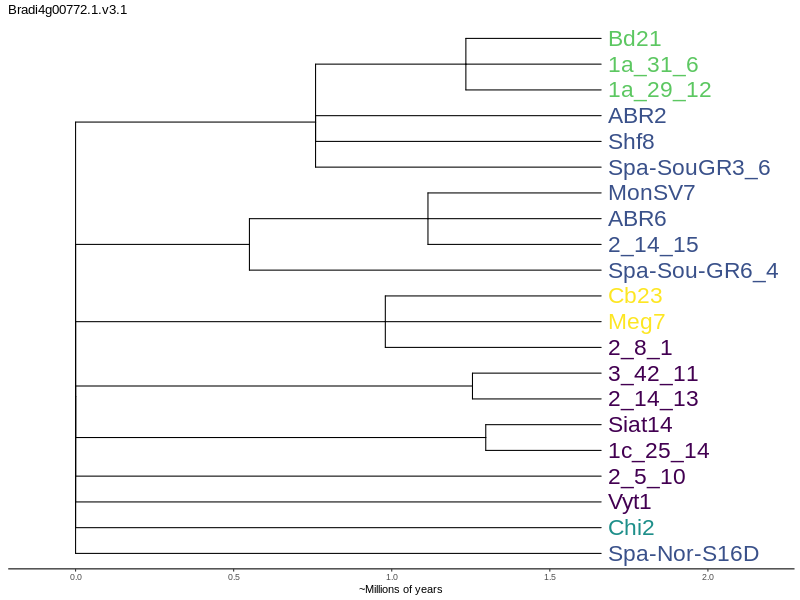 Bradi4g00772.1.v3.1
Bd21
1a_31_6
1a_29_12
ABR2
Shf8
Spa-SouGR3_6
MonSV7
ABR6
2_14_15
Spa-Sou-GR6_4
Cb23
Meg7
2_8_1
3_42_11
2_14_13
Siat14
1c_25_14
2_5_10
Vyt1
Chi2
Spa-Nor-S16D
0.0 0.5 1.0 1.5 2.0
~Millions of years